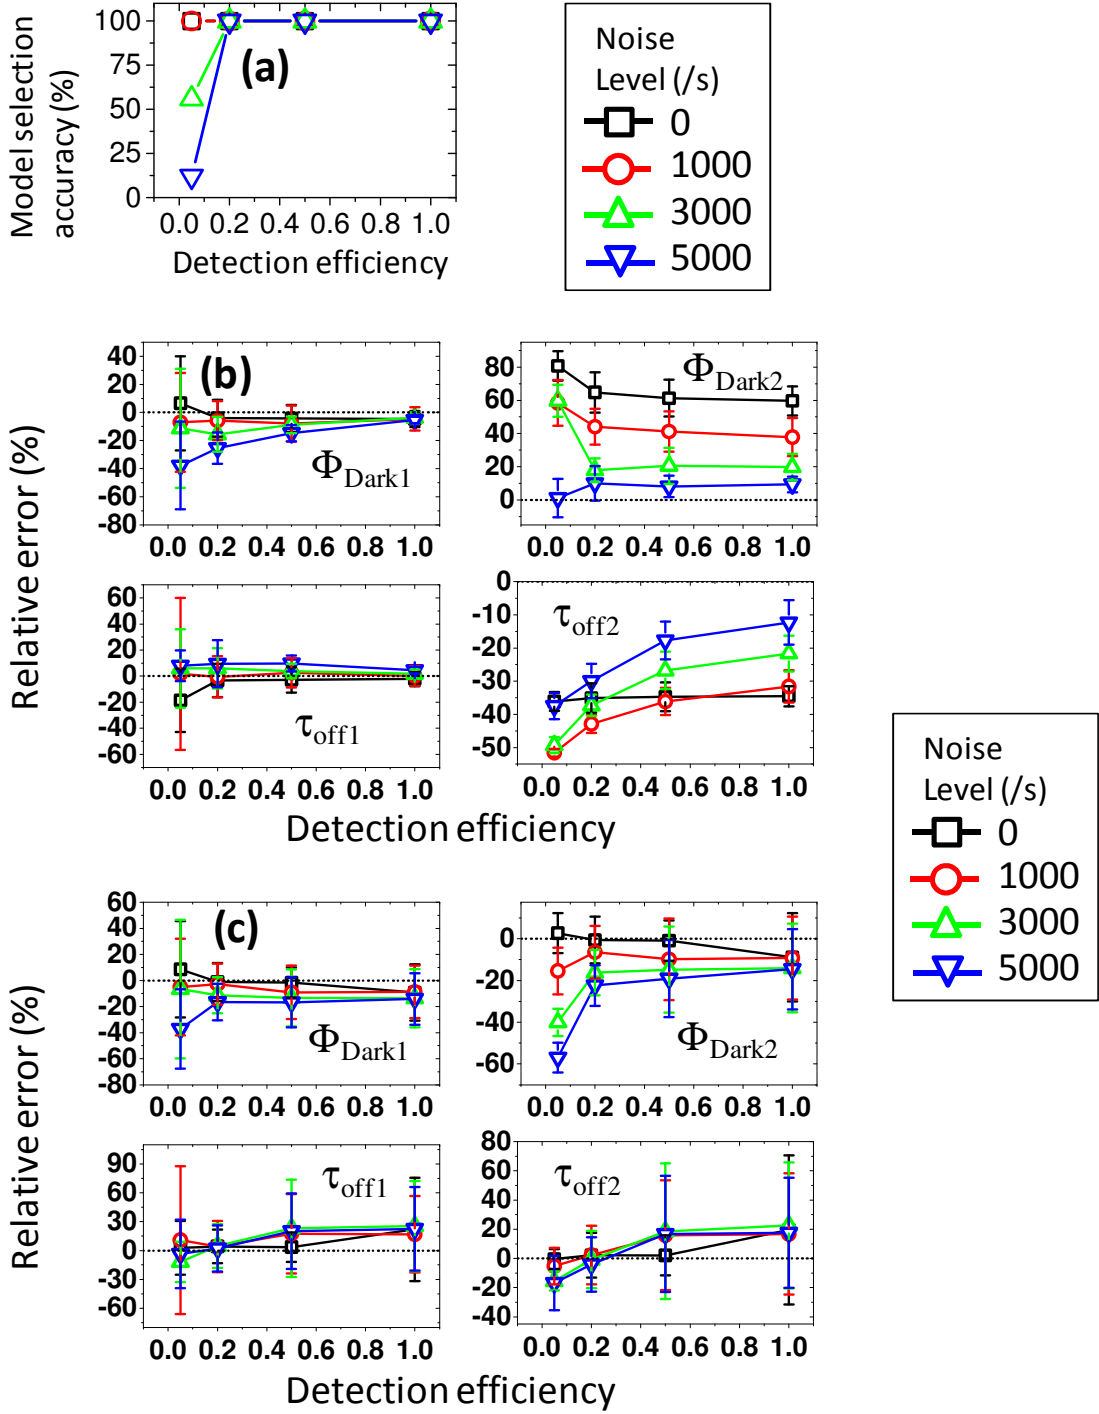 Model selection
accuracy (%)
100
75
50
25
0
(a)
0.0 0.2 0.4 0.6 0.8 1.0
Detection efficiency
Noise
Level (/s)
0
1000
3000
5000
Relative error (%)
40
20
0
-20
-40
-60
-80
(b)
ΦDark1
0.0 0.2 0.4 0.6 0.8 1.0
80
60
40
20
0
ΦDark2
0.0 0.2 0.4 0.6 0.8 1.0
60
40
20
0
-20
-40
-60
τoff1
0.0 0.2 0.4 0.6 0.8 1.0
0
-10
-20
-30
-40
-50
τoff2
0.0 0.2 0.4 0.6 0.8 1.0
Detection efficiency
Noise
Level (/s)
0
1000
3000
5000
Relative error (%)
60
40
20
0
-20
-40
-60
-80
(c)
ΦDark1
0.0 0.2 0.4 0.6 0.8 1.0
0
-20
-40
-60
ΦDark2
0.0 0.2 0.4 0.6 0.8 1.0
90
60
30
0
-30
-60
τoff1
0.0 0.2 0.4 0.6 0.8 1.0
80
60
40
20
0
-20
-40
τoff2
0.0 0.2 0.4 0.6 0.8 1.0
Detection efficiency